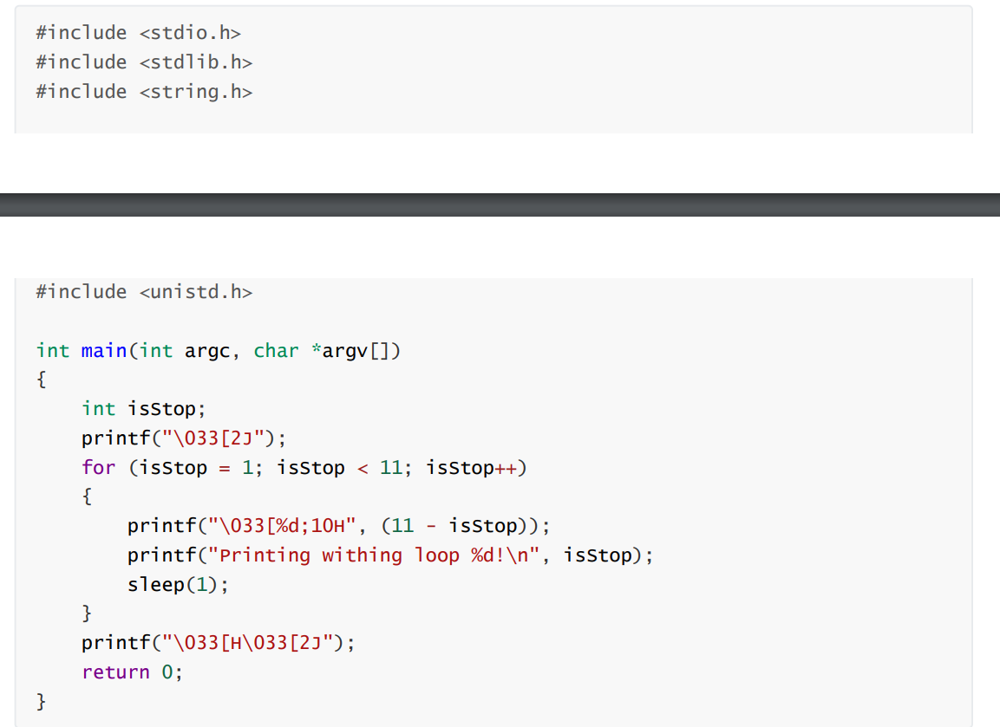 #include <stdio.h>
#include <stdlib.h>
#include <string.h>
#include <unistd.h>
int main(int argc, char *argv[])
{
    int isStop;
    printf("\033[2J");
    for (isStop = 1; isStop < 11; isStop++)
    {
        printf("\033[%d;10H", (11 - isStop));
        printf("Printing withing loop %d!\n", isStop);
        sleep(1);
    }
    printf("\033[H\033[2J");
    return 0;
}